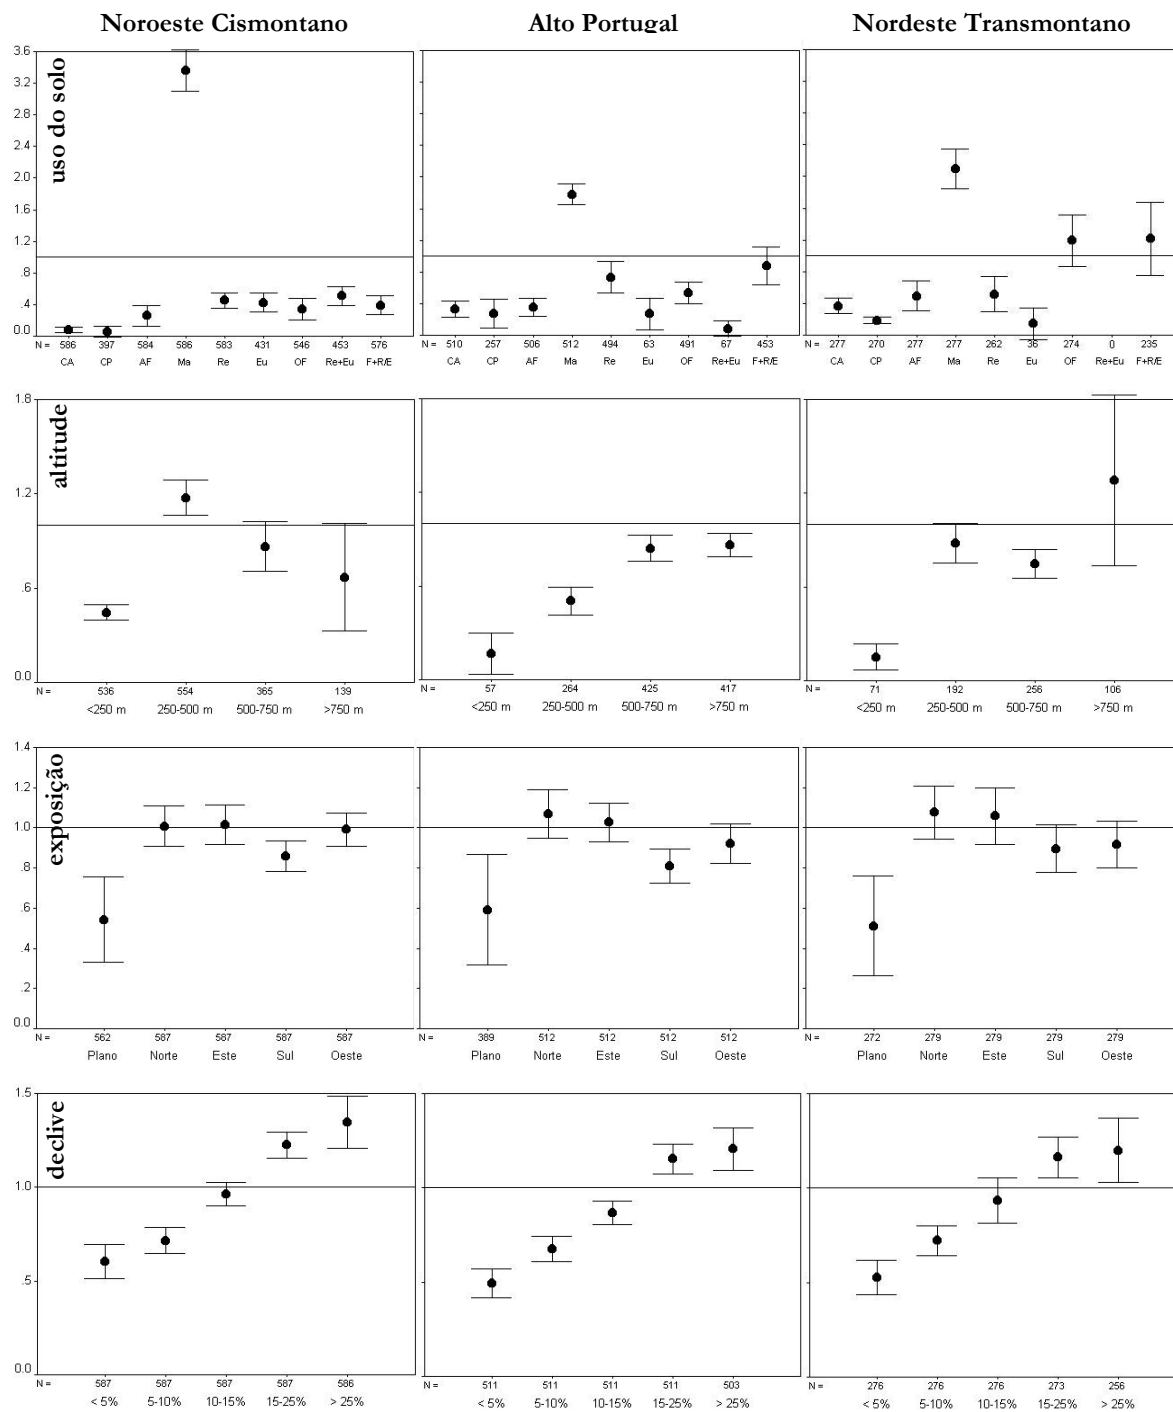 Noroeste Cismontano Alto Portugal Nordeste Transmontano
uso do solo
3.6
3.2
2.8
2.4
2.0
1.6
1.2
.8
.4
0.0
N = 586 397 584 586 583 431 546 453 576 510 257 506 512 494 63 491 67 453 N = 277 270 277 277 262 36 274 0 235
CA CP AF Ma Re Eu OF Re+Eu F+R/E CA CP AF Ma Re Eu OF Re+Eu F+R/E CA CP AF Ma Re Eu OF Re+Eu F+R/E
altitude
1.8
1.2
.6
0.0
N = 536 554 365 139 N = 57 264 425 417 N = 71 192 256 106
<250 m 250-500 m 500-750 m >750 m <250 m 250-500 m 500-750 m >750 m <250 m 250-500 m 500-750 m >750 m
exposição
1.4
1.2
1.0
.8
.6
.4
.2
0.0
N = 562 587 587 587 587 N = 389 512 512 512 512 N = 272 279 279 279 279
Plano Norte Este Sul Oeste Plano Norte Este Sul Oeste Plano Norte Este Sul Oeste
declive
1.5
1.0
.5
0.0
N = 587 587 587 587 586 N = 511 511 511 511 503 N = 276 276 276 273 256
< 5% 5-10% 10-15% 15-25% > 25% < 5% 5-10% 10-15% 15-25% > 25% < 5% 5-10% 10-15% 15-25% > 25%